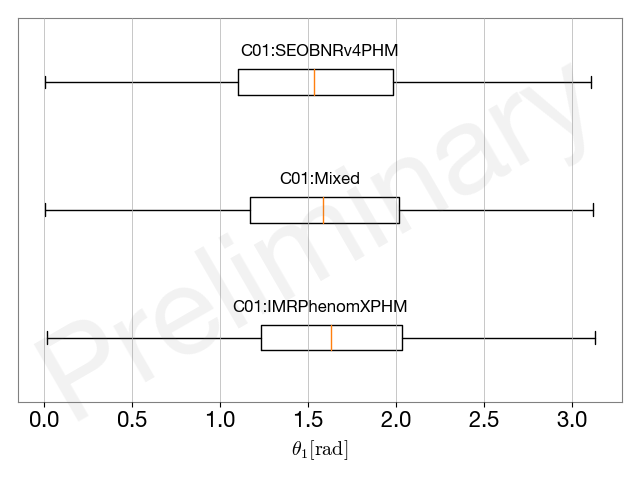 C01:SEOBNRv4PHM
C01:Mixed
C01:IMRPhenomXPHM
Preliminary
0.0 0.5 1.0 1.5 2.0 2.5 3.0
θ₁[rad]